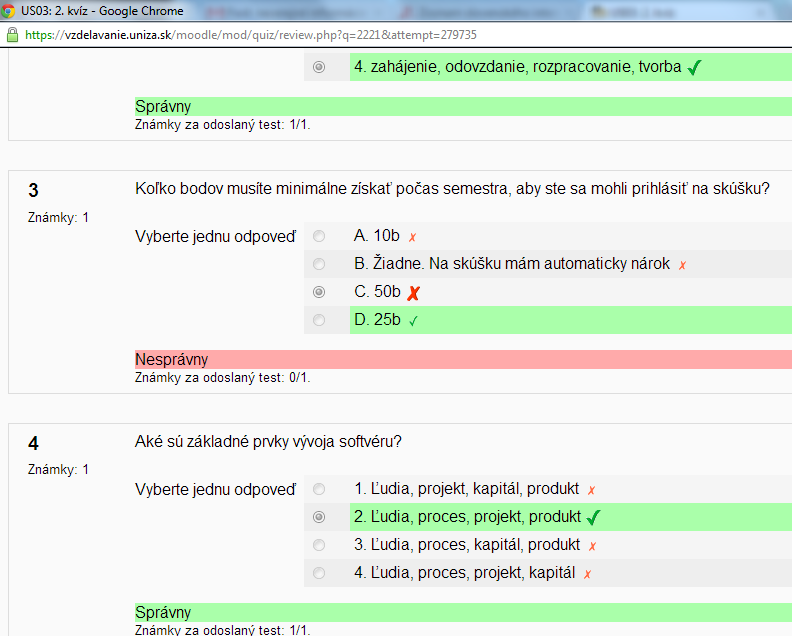 US03: 2. kvíz - Google Chrome
https://vzdelavanie.uniza.sk/moodle/mod/quiz/review.php?q=2221&attempt=279735
4. zahájenie, odovzdanie, rozpracovanie, tvorba
Správny
Známky za odoslaný test: 1/1.
3
Koľko bodov musíte minimálne získať počas semestra, aby ste sa mohli prihlásiť na skúšku?
Známky: 1
Vyberte jednu odpoveď
A. 10b
B. Žiadne. Na skúšku mám automaticky nárok
C. 50b
D. 25b
Nesprávny
Známky za odoslaný test: 0/1.
4
Aké sú základné prvky vývoja softvéru?
Známky: 1
Vyberte jednu odpoveď
1. Ľudia, projekt, kapitál, produkt
2. Ľudia, proces, projekt, produkt
3. Ľudia, proces, kapitál, produkt
4. Ľudia, proces, projekt, kapitál
Správny
Známky za odoslaný test: 1/1.